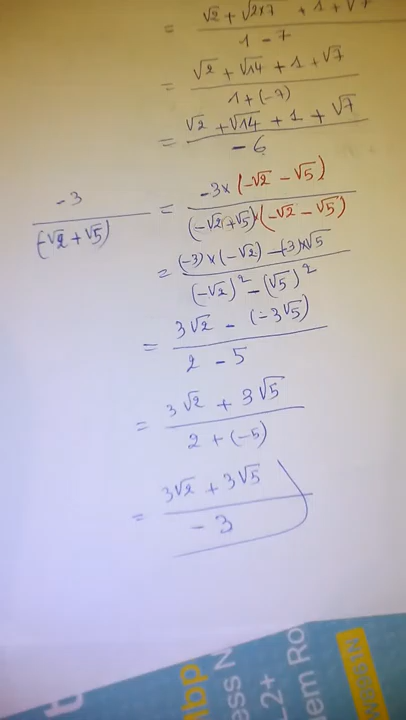 = √2 + √2×7 + 1 + √7 / 1 - 7
= √2 + √14 + 1 + √7 / 1 + (-7)
= √2 + √14 + 1 + √7 / - 6
-3 / (-√2 + √5) = -3 × (-√2 - √5) / (-√2 + √5) × (-√2 - √5)
= (-3) × (-√2) - (-3) × √5 / (-√2)² - (√5)²
= 3√2 - (-3√5) / 2 - 5
= 3√2 + 3√5 / 2 + (-5)
= 3√2 + 3√5 / - 3